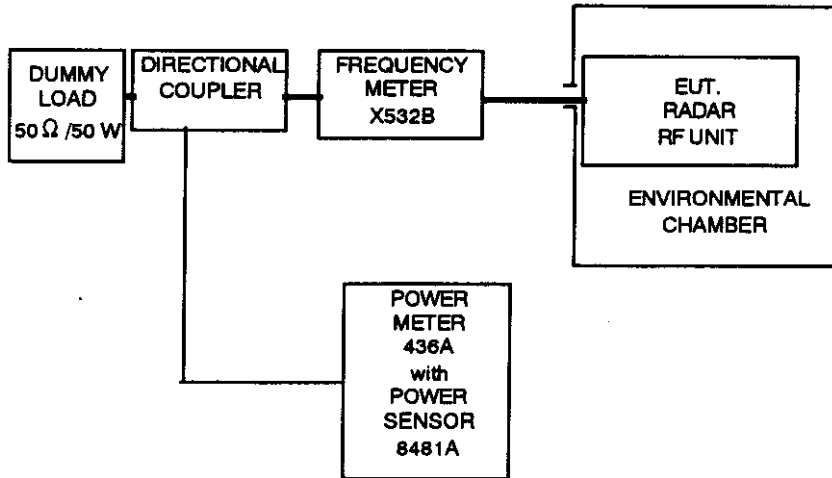 DUMMY
LOAD
50 Ω /50 W
DIRECTIONAL
COUPLER
FREQUENCY
METER
X532B
EUT.
RADAR
RF UNIT
ENVIRONMENTAL
CHAMBER
POWER
METER
436A
with
POWER
SENSOR
8481A